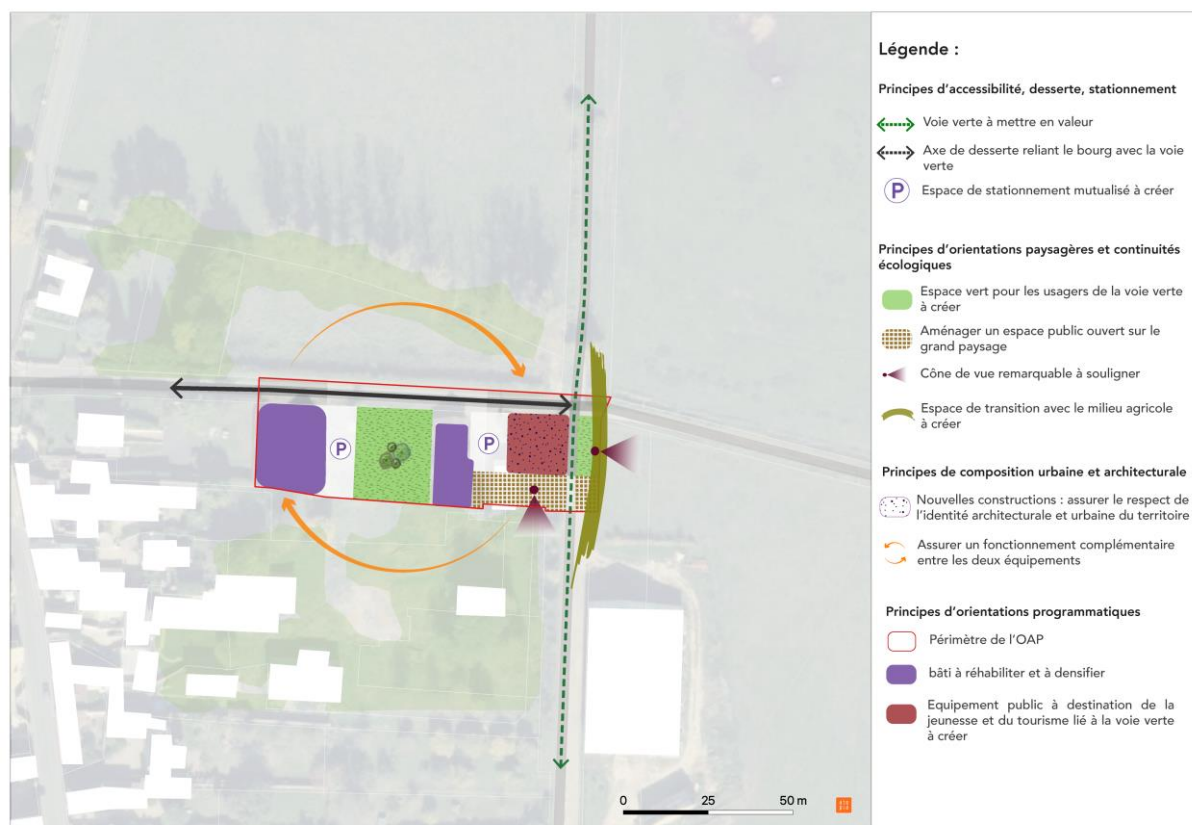 Légende :
Principes d'accessibilité, desserte, stationnement
Voie verte à mettre en valeur
Axe de desserte reliant le bourg avec la voie
verte
P
Espace de stationnement mutualisé à créer
Principes d'orientations paysagères et continuités
écologiques
Espace vert pour les usagers de la voie verte
à créer
Aménager un espace public ouvert sur le
grand paysage
Cône de vue remarquable à souligner
Espace de transition avec le milieu agricole
à créer
Principes de composition urbaine et architecturale
Nouvelles constructions : assurer le respect de
l'identité architecturale et urbaine du territoire
Assurer un fonctionnement complémentaire
entre les deux équipements
Principes d'orientations programmatiques
Périmètre de l'OAP
bâti à réhabiliter et à densifier
Equipement public à destination de la
jeunesse et du tourisme lié à la voie verte
à créer
P
P
0 25 50 m